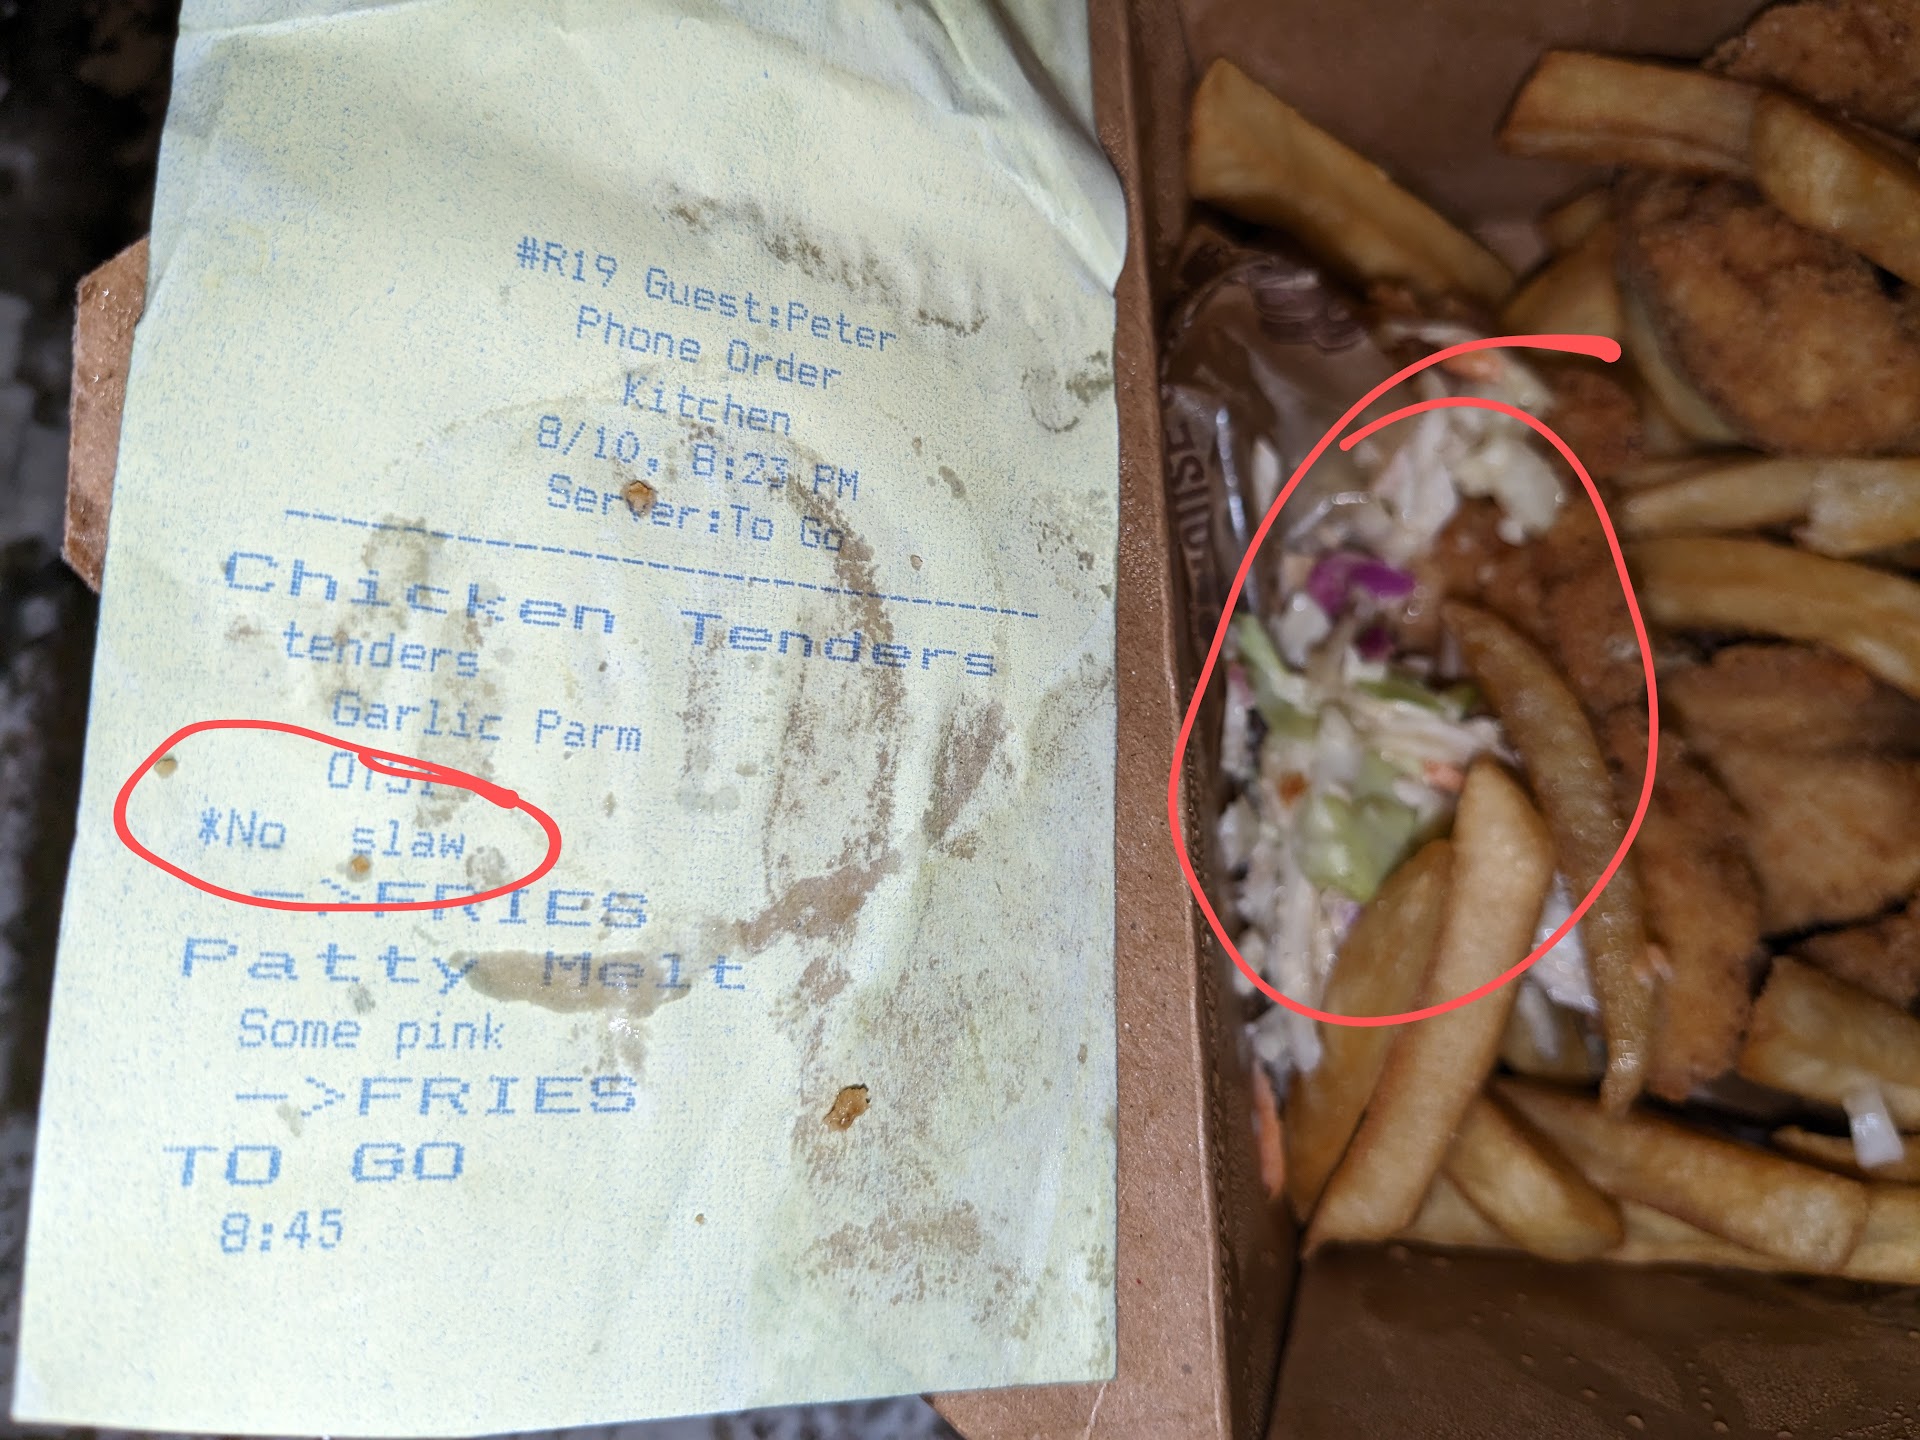 #R19 Guest:Peter
Phone Order
Kitchen
8/10, 8:23 PM
Server:To Go
Chicken Tenders
tenders
Garlic Parm
*No slaw
->FRIES
Patty Melt
Some pink
->FRIES
TO GO
8:45